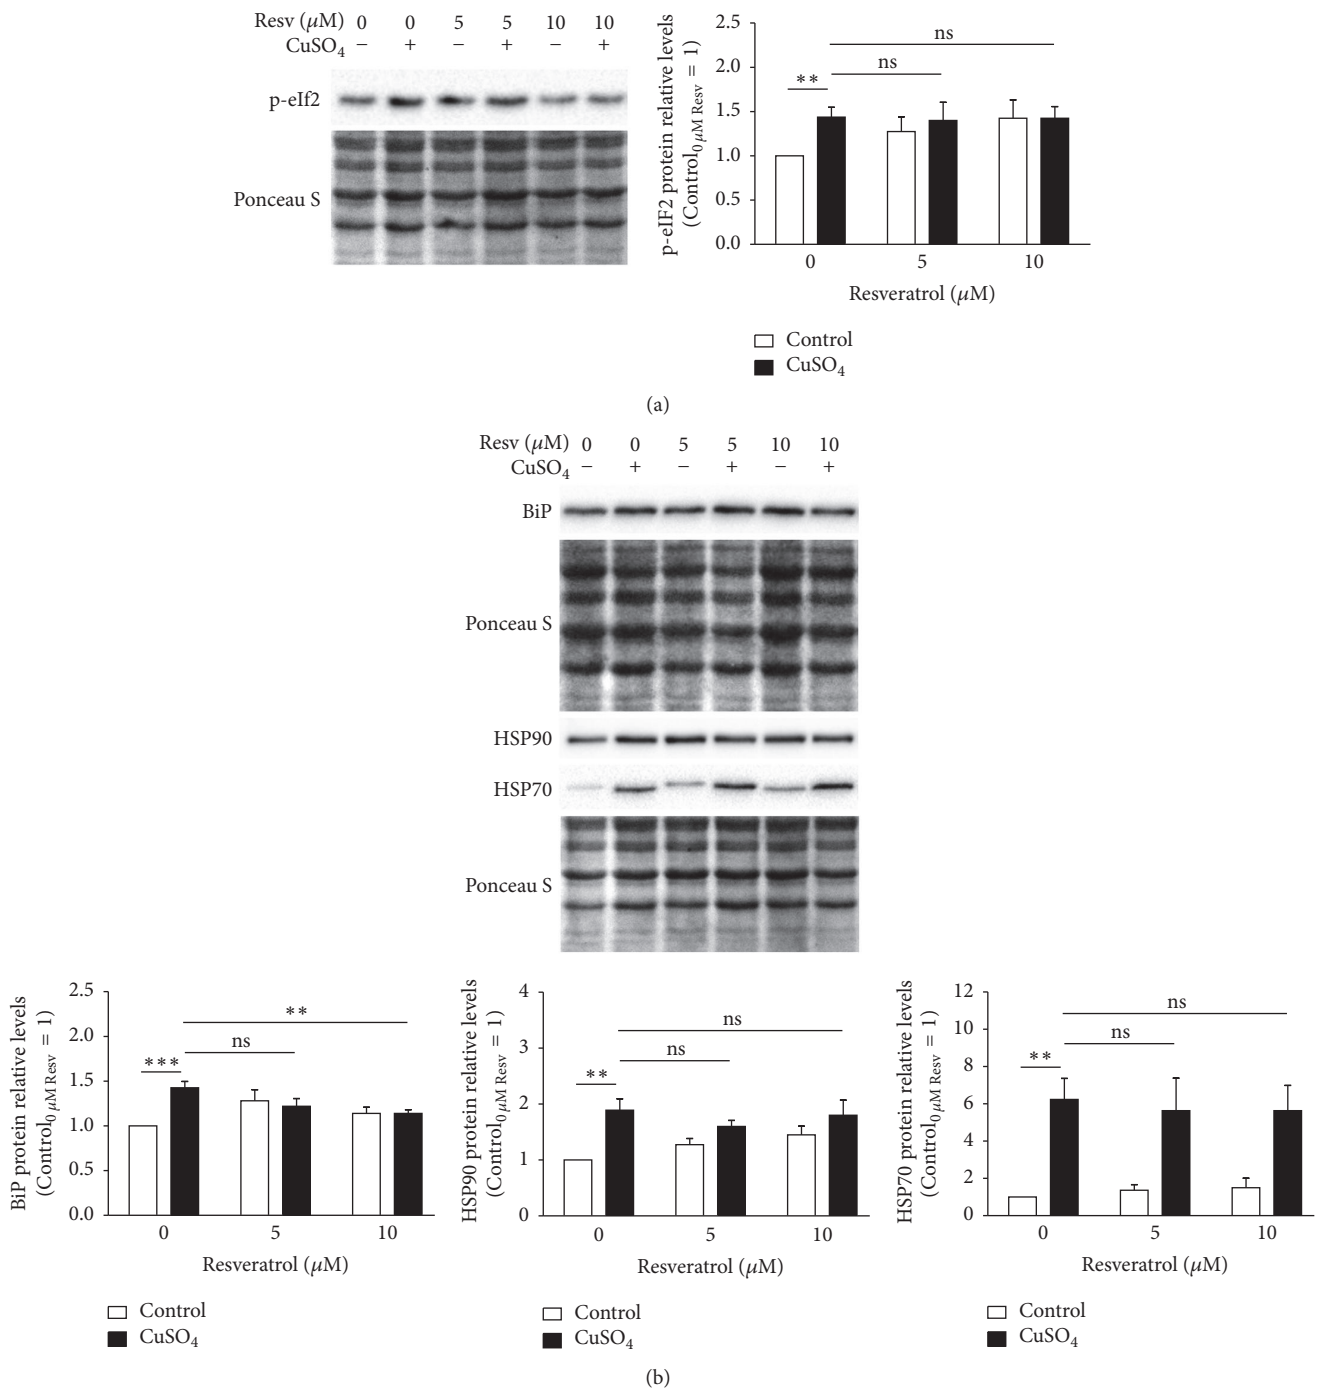 Resv (μM) 0 0 5 5 10 10
CuSO4 − + − + − +
p-eIf2
Ponceau S
p-eIF2 protein relative levels
(Control0 μM Resv = 1)
2.5
2.0
1.5
1.0
0.5
0.0
ns
ns
**
0 5 10
Resveratrol (μM)
Control
CuSO4
(a)
Resv (μM) 0 0 5 5 10 10
CuSO4 − + − + − +
BiP
Ponceau S
HSP90
HSP70
Ponceau S
BiP protein relative levels
(Control0 μM Resv = 1)
2.5
2.0
1.5
1.0
0.5
0.0
**
ns
***
0 5 10
Resveratrol (μM)
Control
CuSO4
HSP90 protein relative levels
(Control0 μM Resv = 1)
4
3
2
1
0
ns
ns
**
0 5 10
Resveratrol (μM)
Control
CuSO4
HSP70 protein relative levels
(Control0 μM Resv = 1)
12
10
8
6
4
2
0
ns
ns
**
0 5 10
Resveratrol (μM)
Control
CuSO4
(b)